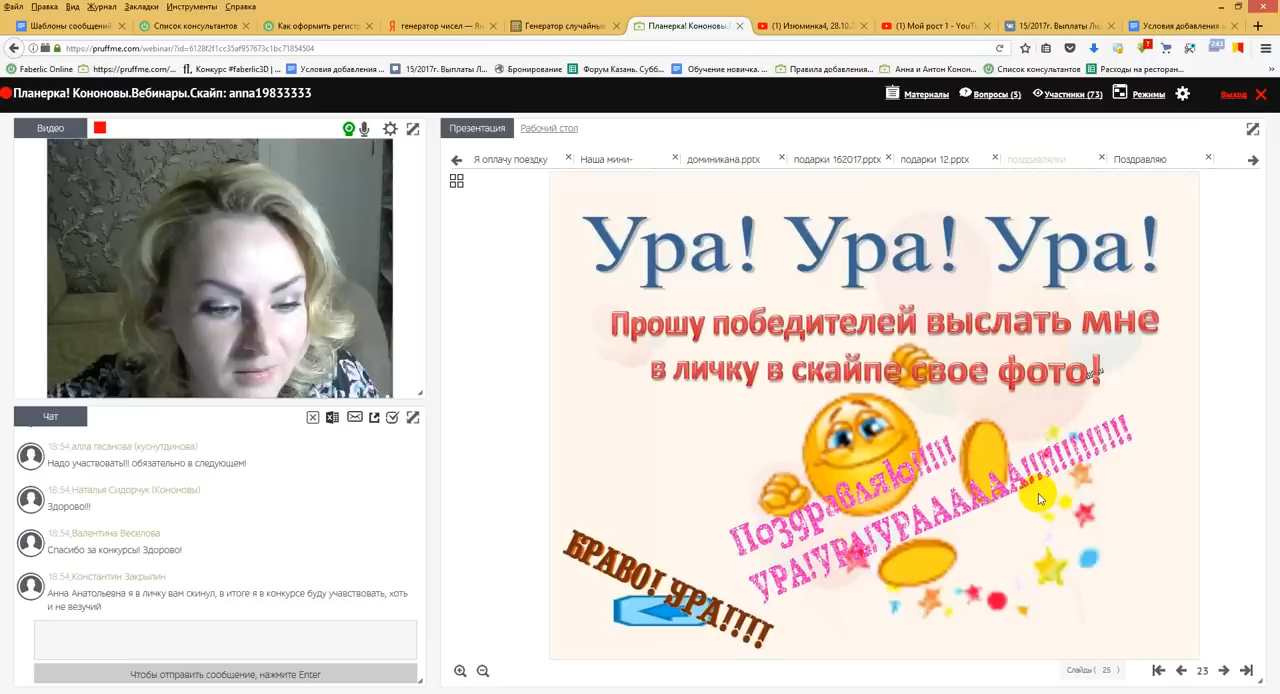 Файл Правка Вид Журнал Закладки Инструменты Справка
Шаблоны сообщений Список консультантов Как оформить регист генератор чисел — Ян Генератор случайных Планерка! Кононовы. Изюминка4, 28.10. (1) Мой рост 1 - YouTu 15/2017г. Выплаты Ли Условия добавления
https://pruffme.com/webinar/?id=6128f2f1cc35af957673c1bc71854504
Faberlic Online https://pruffme.com/... Конкурс #faberlic3D | ... Условия добавления ... 15/2017г. Выплаты Л... Бронирование Форум Казань. Субб... Обучение новичка. ... Правила добавления... Анна и Антон Конон... Список консультантов Расходы на ресторан...
Планерка! Кононовы.Вебинары.Скайп: anna19833333
Материалы Вопросы (5) Участники (73) Режимы Выход
Видео
Презентация Рабочий стол
Я оплачу поездку Наша мини- доминикана.pptx подарки 162017.pptx подарки 12.pptx поздравлялки Поздравляю
Ура! Ура! Ура!
Прошу победителей выслать мне
в личку в скайпе свое фото!
Поздравляю!!!!!
УРА!УРА!УРААААААА!!!!!!!!!!!!!
БРАВО! УРА!!!!
Чат
18:54,алла гасанова (куснутдинова)
Надо участвовать!!! обязательно в следующем!
18:54,Наталья Сидорчук (Кононовы)
Здорово!!!
18:54,Валентина Веселова
Спасибо за конкурсы! Здорово!
18:54,Константин Закрылин
Анна Анатольевна я в личку вам скинул, в итоге я в конкурсе буду учавствовать, хоть
и не везучий
Чтобы отправить сообщение, нажмите Enter
Слайды ( 25 )
23